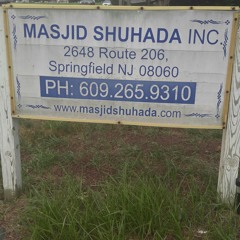 MASJID SHUHADA INC.
2648 Route 206,
Springfield NJ 08060
PH: 609.265.9310
www.masjidshuhada.com